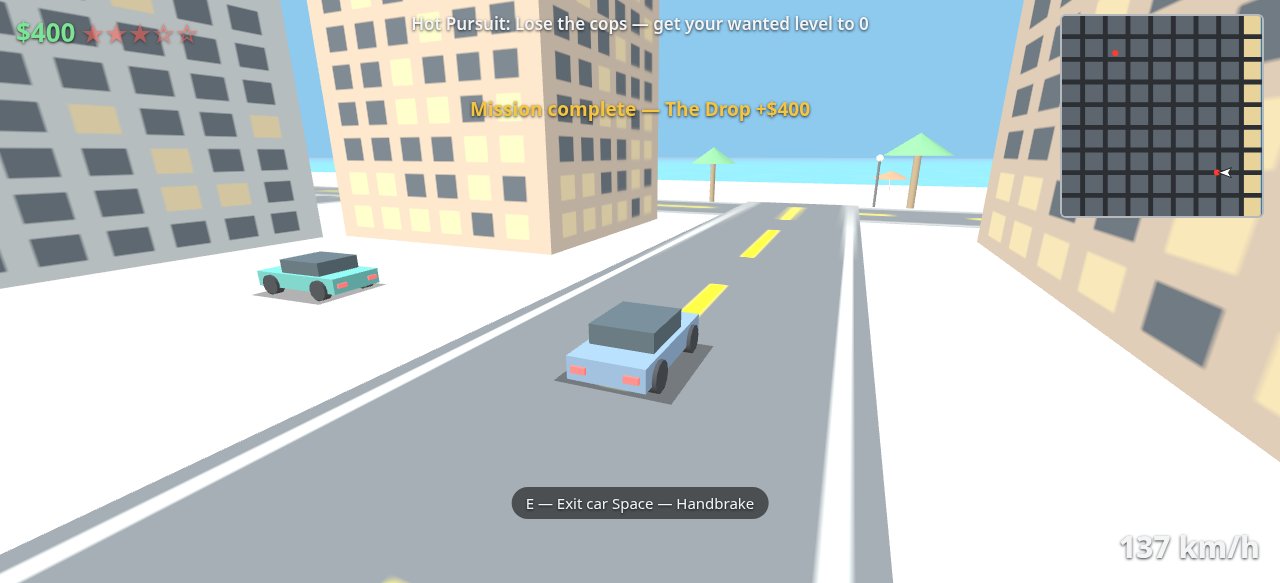 $400 ★★★☆☆
Hot Pursuit: Lose the cops — get your wanted level to 0
Mission complete — The Drop +$400
E — Exit car Space — Handbrake
137 km/h